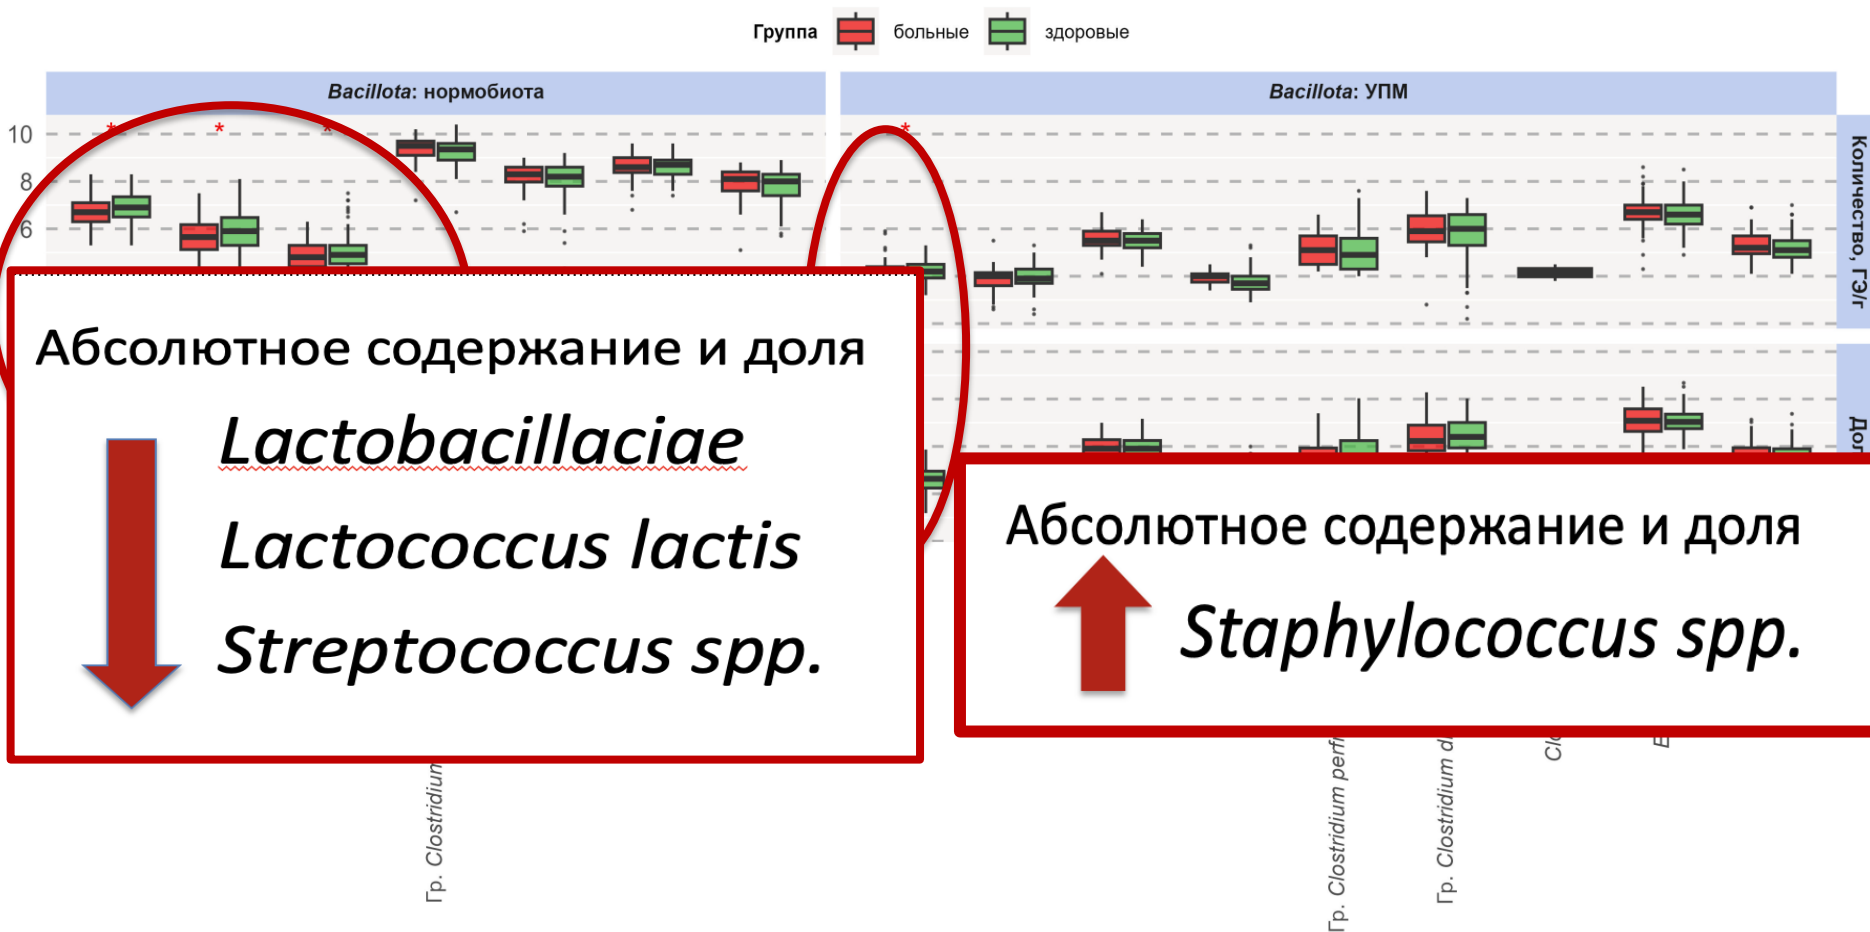 Группа больные здоровые
Bacillota: нормобиота
Bacillota: УПМ
* * * *
10
8
6
Количество, ГЭ/г
Абсолютное содержание и доля
Lactobacillaciae
Lactococcus lactis
Streptococcus spp.
Абсолютное содержание и доля
Staphylococcus spp.
Гр. Clostridium
Гр. Clostridium perfi
Гр. Clostridium